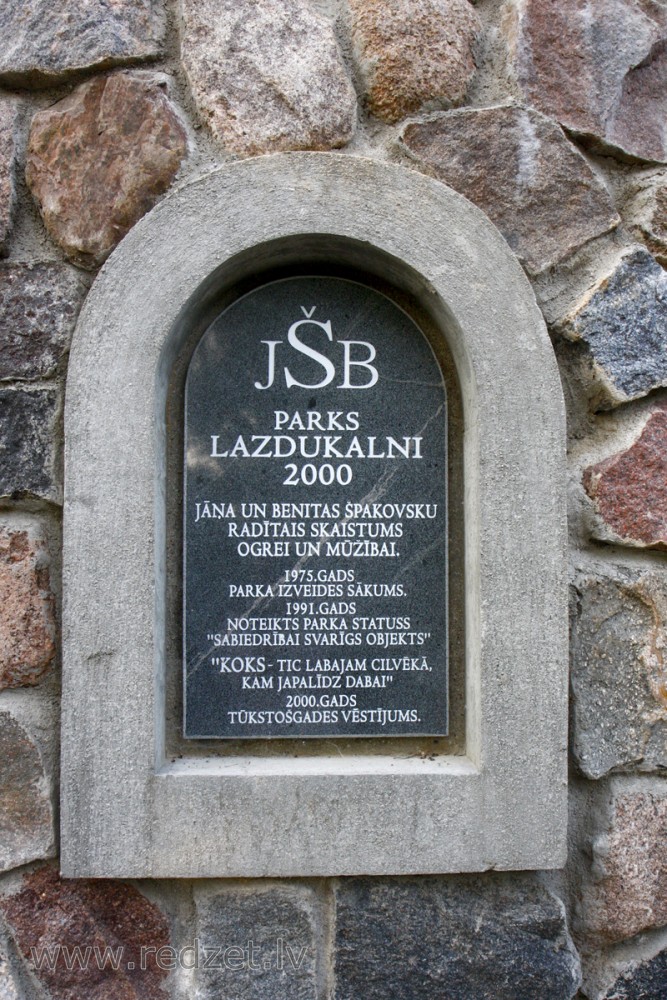 JŠB
PARKS
LAZDUKALNI
2000
JĀŅA UN BENITAS ŠPAKOVSKU
RADĪTAIS SKAISTUMS
OGREI UN MŪŽĪBAI.
1975.GADS
PARKA IZVEIDES SĀKUMS.
1991.GADS
NOTEIKTS PARKA STATUSS
"SABIEDRĪBAI SVARĪGS OBJEKTS"
"KOKS - TIC LABAJAM CILVĒKĀ,
KAM JAPALĪDZ DABAI"
2000.GADS
TŪKSTOŠGADES VĒSTĪJUMS.
www.redzet.lv